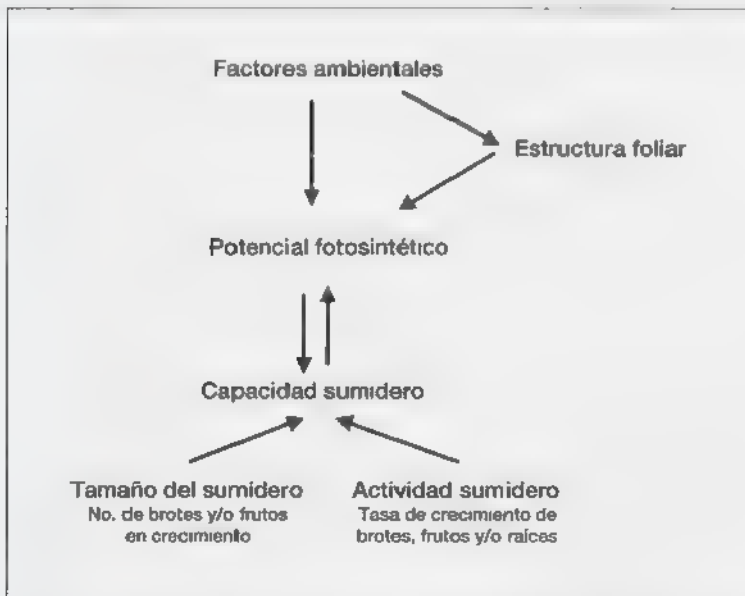 Factores ambientales
Estructura foliar
Potencial fotosintético
Capacidad sumidero
Tamaño del sumidero
No. de brotes y/o frutos
en crecimiento
Actividad sumidero
Tasa de crecimiento de
brotes, frutos y/o raíces